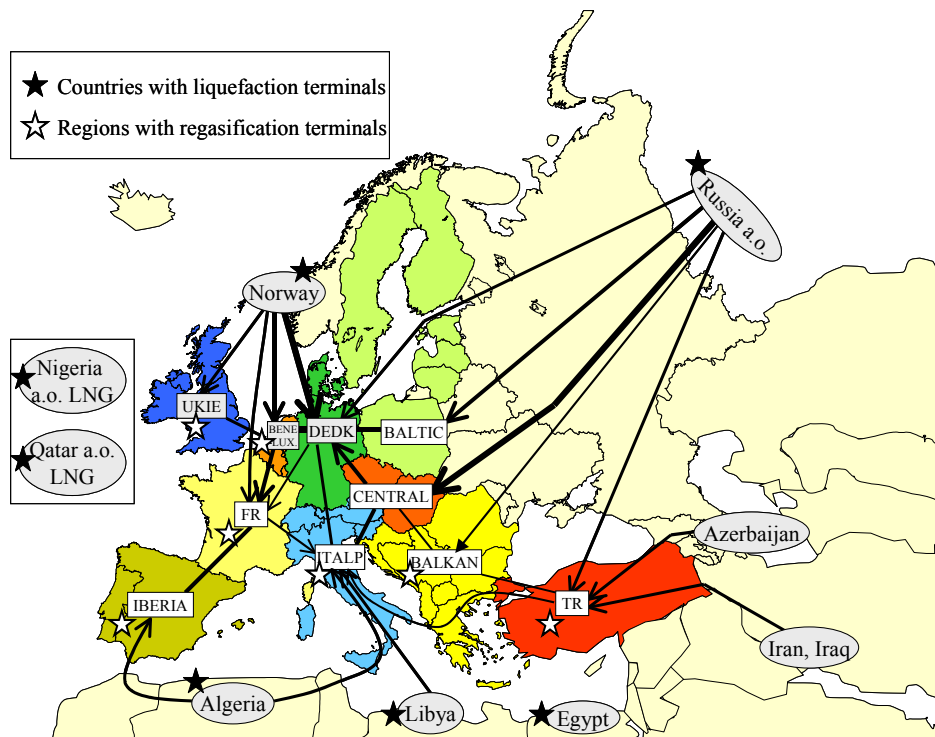 Countries with liquefaction terminals
Regions with regasification terminals
Russia a.o.
Norway
Nigeria
a.o. LNG
Qatar a.o.
LNG
UKIE
BENE
LUX.
DEDK
BALTIC
CENTRAL
FR
ITALP
BALKAN
Azerbaijan
IBERIA
TR
Iran, Iraq
Algeria
Libya
Egypt